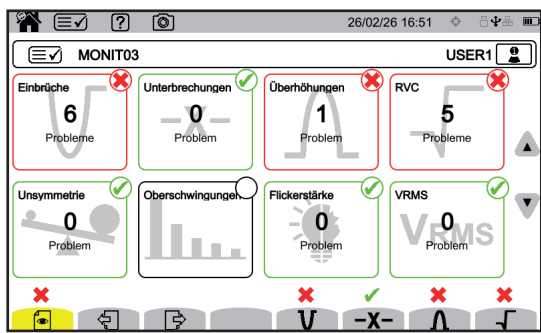 26/02/26 16:51
MONIT03 USER1
Einbrüche Unterbrechungen Überhöhungen RVC
6 0 1 5
Probleme Problem Problem Probleme
Unsymmetrie Oberschwingungen Flickerstärke VRMS
0 0 0
Problem Problem Problem
VRMS
-X-